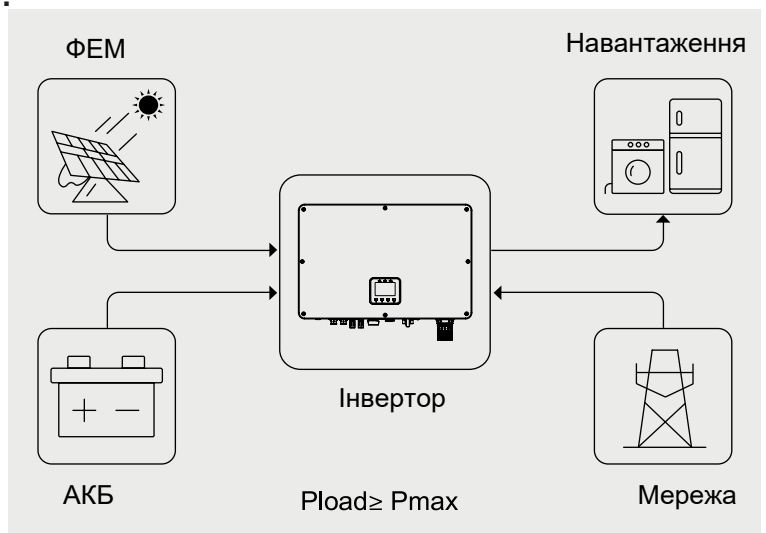 ФЕМ
Навантаження
Інвертор
АКБ
Pload≥ Pmax
Мережа